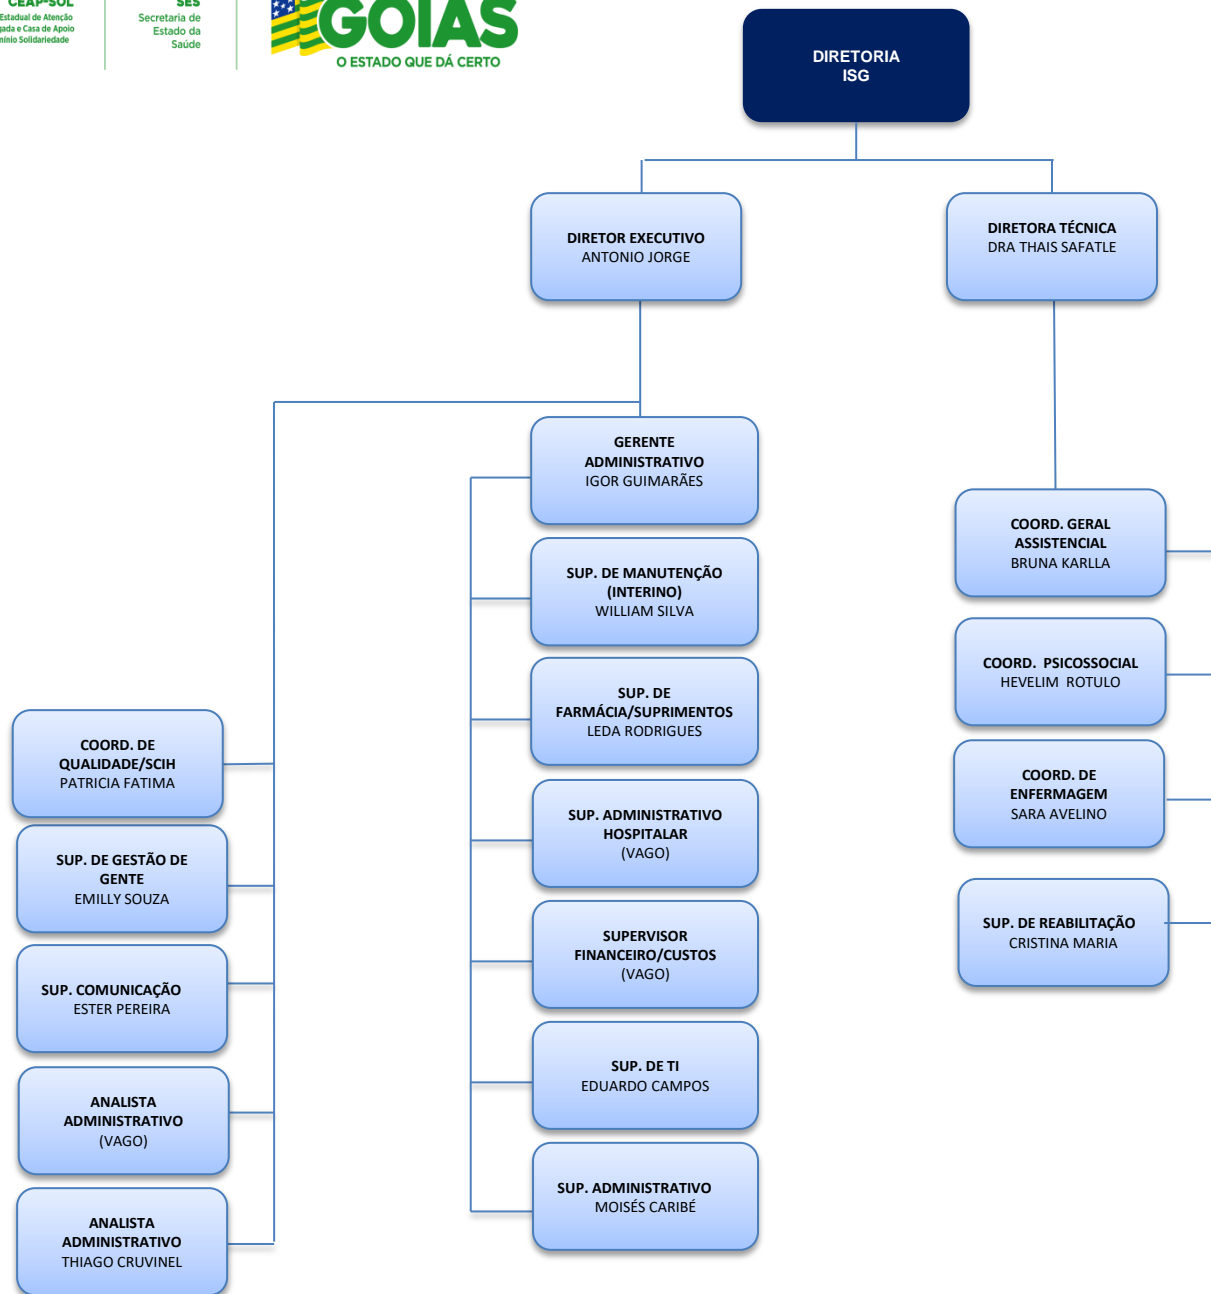 CEAP-SOL
Estadual de Atenção
gada e Casa de Apoio
mínio Solidariedade
SES
Secretaria de
Estado da
Saúde
GOIÁS
O ESTADO QUE DÁ CERTO
DIRETORIA
ISG
DIRETOR EXECUTIVO
ANTONIO JORGE
DIRETORA TÉCNICA
DRA THAIS SAFATLE
GERENTE
ADMINISTRATIVO
IGOR GUIMARÃES
SUP. DE MANUTENÇÃO
(INTERINO)
WILLIAM SILVA
SUP. DE
FARMÁCIA/SUPRIMENTOS
LEDA RODRIGUES
SUP. ADMINISTRATIVO
HOSPITALAR
(VAGO)
SUPERVISOR
FINANCEIRO/CUSTOS
(VAGO)
SUP. DE TI
EDUARDO CAMPOS
SUP. ADMINISTRATIVO
MOISÉS CARIBÉ
COORD. DE
QUALIDADE/SCIH
PATRICIA FATIMA
SUP. DE GESTÃO DE
GENTE
EMILLY SOUZA
SUP. COMUNICAÇÃO
ESTER PEREIRA
ANALISTA
ADMINISTRATIVO
(VAGO)
ANALISTA
ADMINISTRATIVO
THIAGO CRUVINEL
COORD. GERAL
ASSISTENCIAL
BRUNA KARLLA
COORD. PSICOSSOCIAL
HEVELIM ROTULO
COORD. DE
ENFERMAGEM
SARA AVELINO
SUP. DE REABILITAÇÃO
CRISTINA MARIA